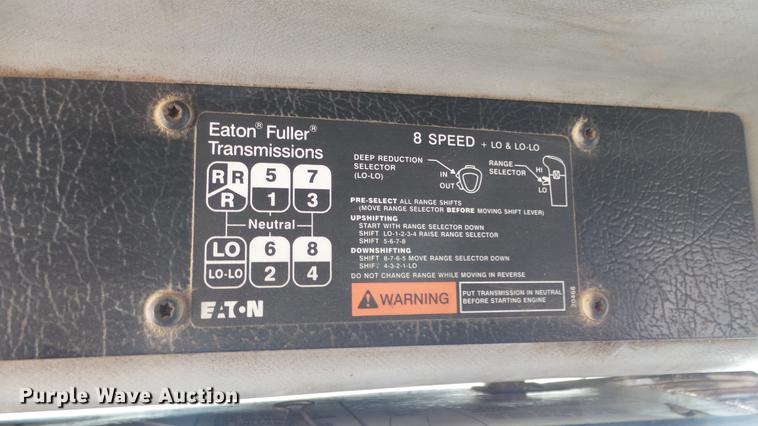 Eaton® Fuller®
Transmissions
8 SPEED + LO & LO-LO
DEEP REDUCTION
SELECTOR
(LO-LO)
IN
OUT
RANGE
SELECTOR
HI
LO
R R 5 7
R 1 3
Neutral
LO 6 8
LO-LO 2 4
PRE-SELECT ALL RANGE SHIFTS
(MOVE RANGE SELECTOR BEFORE MOVING SHIFT LEVER)
UPSHIFTING
START WITH RANGE SELECTOR DOWN
SHIFT LO-1-2-3-4 RAISE RANGE SELECTOR
SHIFT 5-6-7-8
DOWNSHIFTING
SHIFT 8-7-6-5 MOVE RANGE SELECTOR DOWN
SHIFT 4-3-2-1-LO
DO NOT CHANGE RANGE WHILE MOVING IN REVERSE
WARNING
PUT TRANSMISSION IN NEUTRAL
BEFORE STARTING ENGINE
EATON
20466
Purple Wave Auction